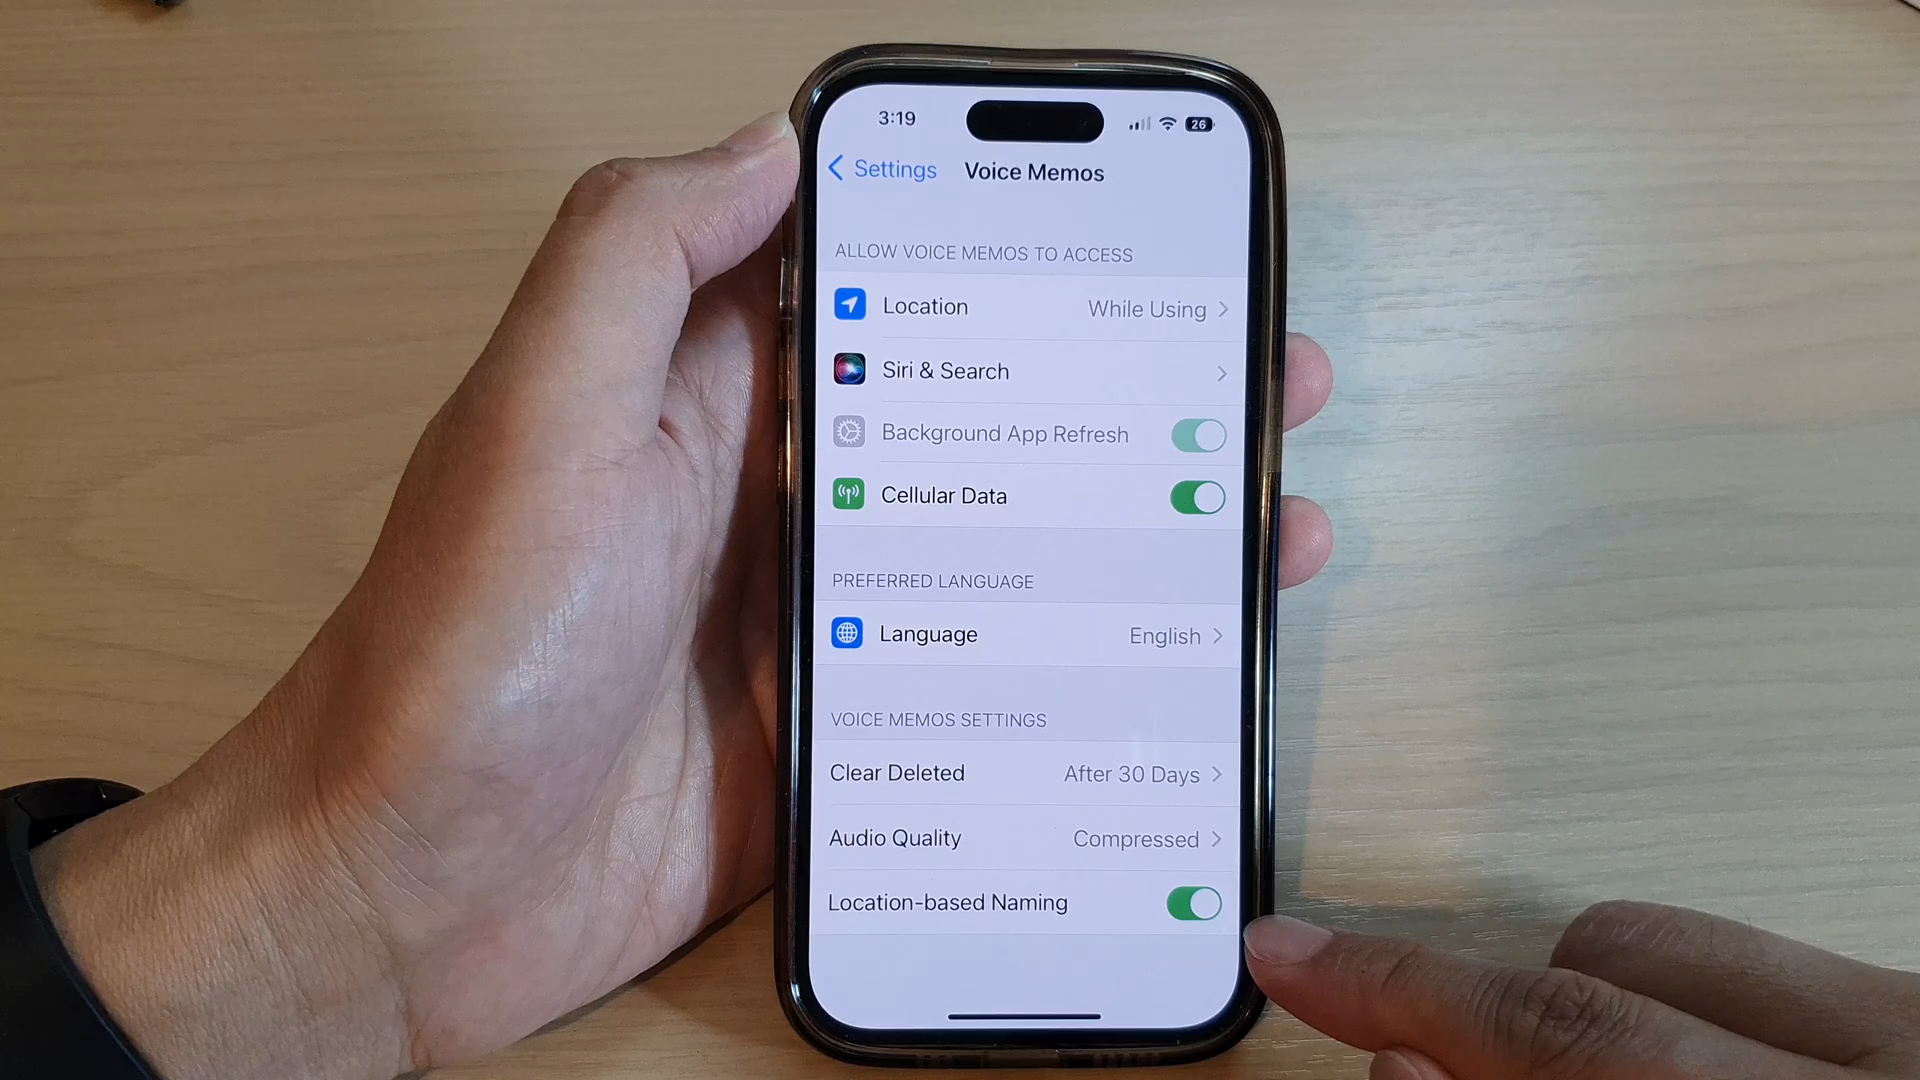 3:19
26
Settings
Voice Memos
ALLOW VOICE MEMOS TO ACCESS
Location While Using
Siri & Search
Background App Refresh
Cellular Data
PREFERRED LANGUAGE
Language English
VOICE MEMOS SETTINGS
Clear Deleted After 30 Days
Audio Quality Compressed
Location-based Naming